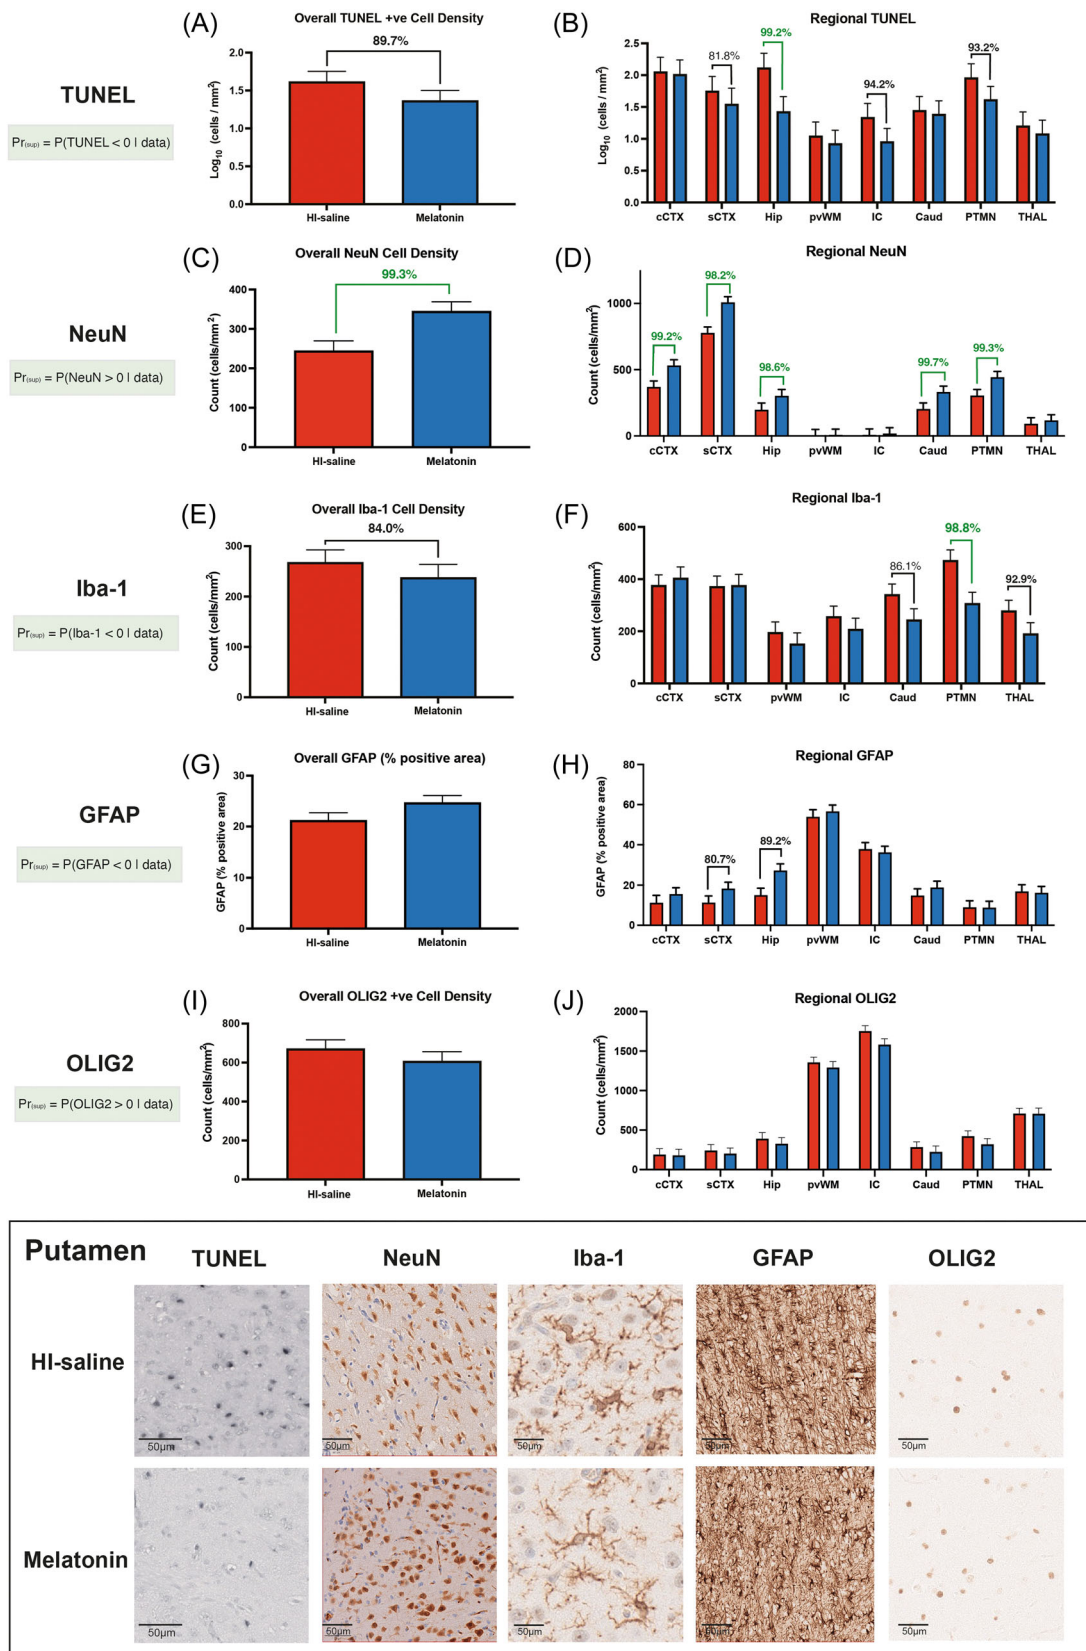 (A)
Overall TUNEL +ve Cell Density
89.7%
2.0
1.5
1.0
0.5
0.0
Log10 (cells / mm²)
HI-saline
Melatonin
TUNEL
Pr(sup) = P(TUNEL < 0 I data)
(B)
Regional TUNEL
99.2%
81.8%
94.2%
93.2%
2.5
2.0
1.5
1.0
0.5
0.0
Log10 (cells / mm²)
cCTX sCTX Hip pvWM IC Caud PTMN THAL
(C)
Overall NeuN Cell Density
99.3%
400
300
200
100
0
Count (cells/mm²)
HI-saline
Melatonin
NeuN
Pr(sup) = P(NeuN > 0 I data)
(D)
Regional NeuN
98.2%
99.2%
98.6%
99.7%
99.3%
1000
500
0
Count (cells/mm²)
cCTX sCTX Hip pvWM IC Caud PTMN THAL
(E)
Overall Iba-1 Cell Density
84.0%
300
200
100
0
Count (cells/mm²)
HI-saline
Melatonin
Iba-1
Pr(sup) = P(Iba-1 < 0 I data)
(F)
Regional Iba-1
98.8%
86.1%
92.9%
600
400
200
0
Count (cells/mm²)
cCTX sCTX pvWM IC Caud PTMN THAL
(G)
Overall GFAP (% positive area)
30
20
10
0
GFAP (% positive area)
HI-saline
Melatonin
GFAP
Pr(sup) = P(GFAP < 0 I data)
(H)
Regional GFAP
80.7%
89.2%
80
60
40
20
0
GFAP (% positive area)
cCTX sCTX Hip pvWM IC Caud PTMN THAL
(I)
Overall OLIG2 +ve Cell Density
800
600
400
200
0
Count (cells/mm²)
HI-saline
Melatonin
OLIG2
Pr(sup) = P(OLIG2 > 0 I data)
(J)
Regional OLIG2
2000
1500
1000
500
0
Count (cells/mm²)
cCTX sCTX Hip pvWM IC Caud PTMN THAL
Putamen
TUNEL NeuN Iba-1 GFAP OLIG2
HI-saline
50µm 50µm 50µm 50µm 50µm
Melatonin
50µm 50µm 50µm 50µm 50µm